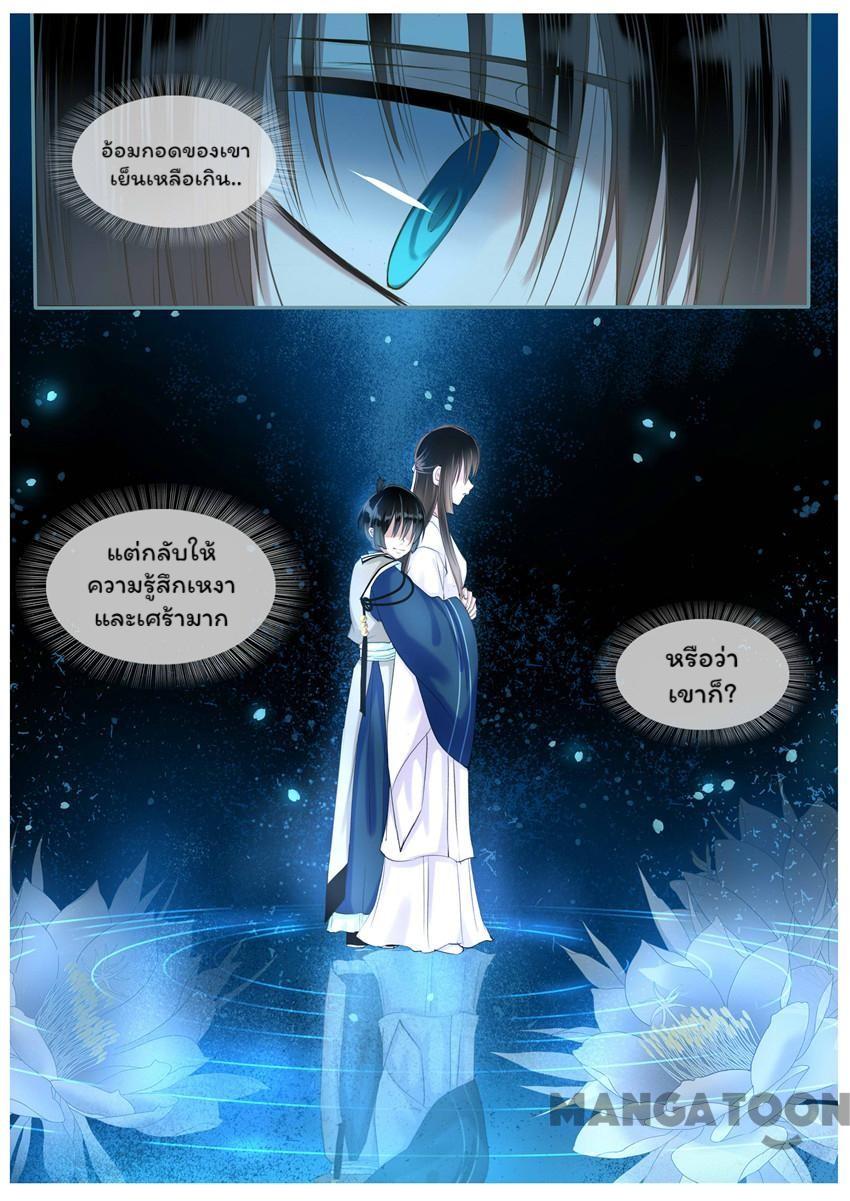 อ้อมกอดของเขา
เย็นเหลือเกิน..
แต่กลับให้
ความรู้สึกเหงา
และเศร้ามาก
หรือว่า
เขาก็?
MANGATOON